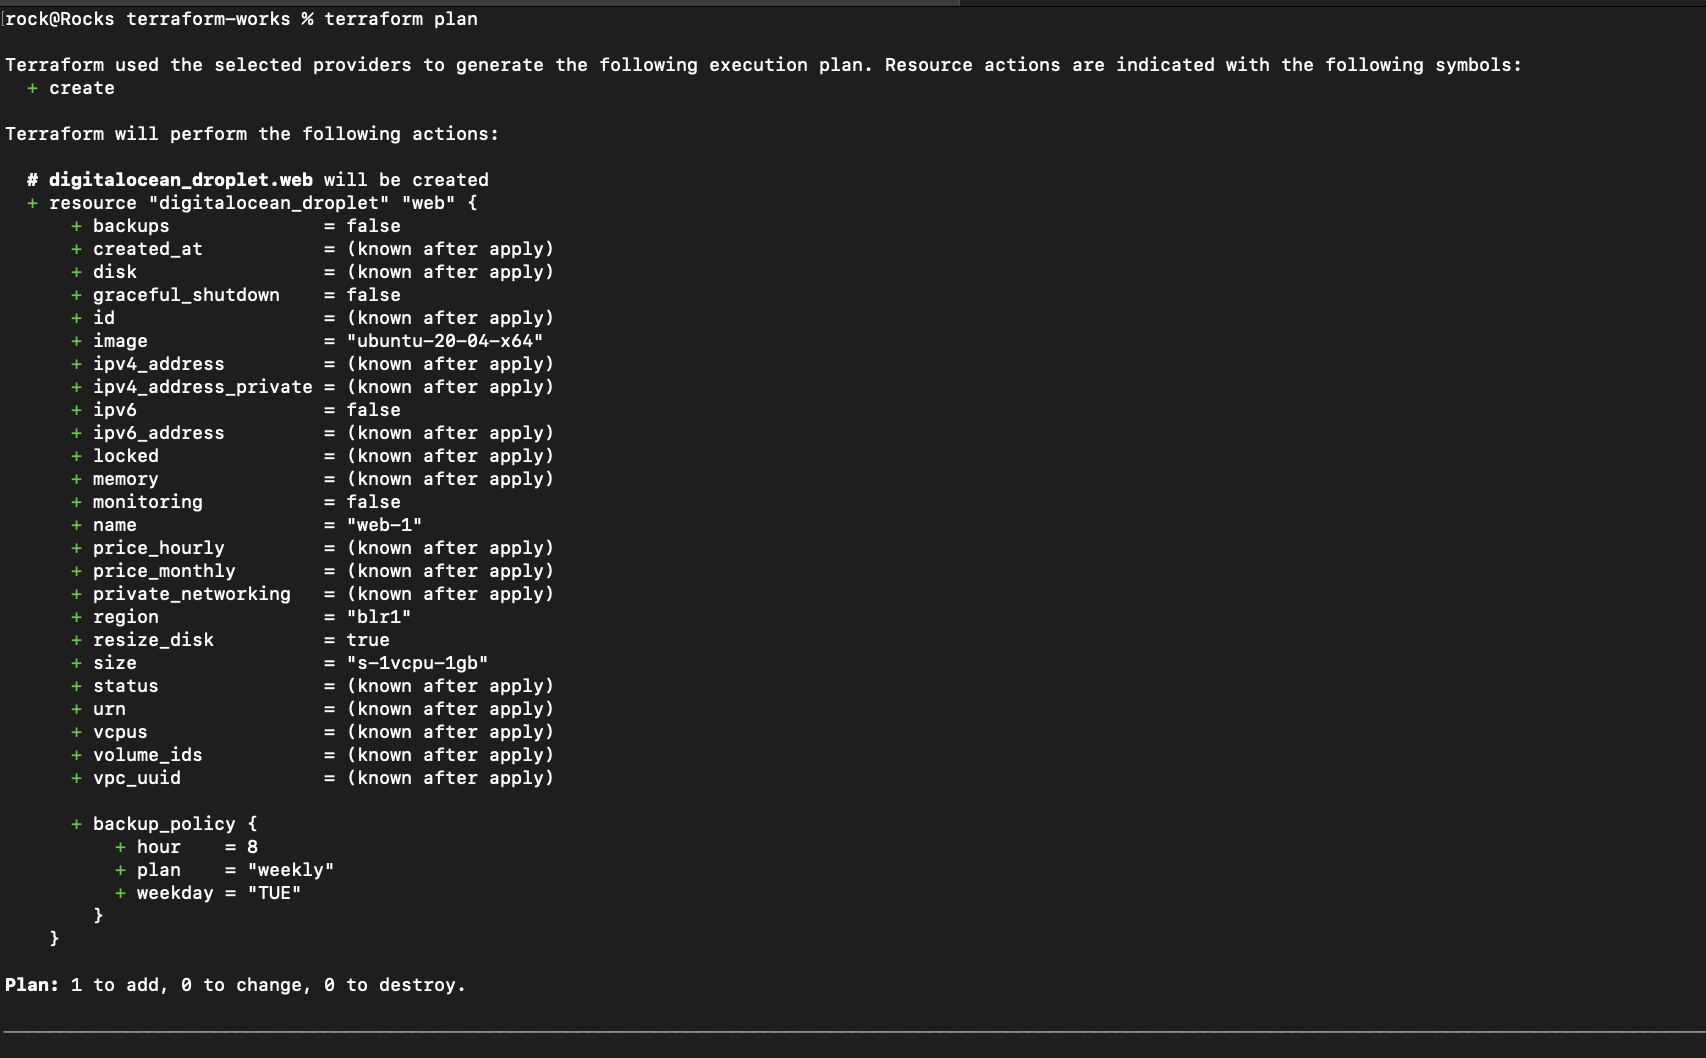 [rock@Rocks terraform-works % terraform plan
Terraform used the selected providers to generate the following execution plan. Resource actions are indicated with the following symbols:
+ create
Terraform will perform the following actions:
# digitalocean_droplet.web will be created
+ resource "digitalocean_droplet" "web" {
+ backups = false
+ created_at = (known after apply)
+ disk = (known after apply)
+ graceful_shutdown = false
+ id = (known after apply)
+ image = "ubuntu-20-04-x64"
+ ipv4_address = (known after apply)
+ ipv4_address_private = (known after apply)
+ ipv6 = false
+ ipv6_address = (known after apply)
+ locked = (known after apply)
+ memory = (known after apply)
+ monitoring = false
+ name = "web-1"
+ price_hourly = (known after apply)
+ price_monthly = (known after apply)
+ private_networking = (known after apply)
+ region = "blr1"
+ resize_disk = true
+ size = "s-1vcpu-1gb"
+ status = (known after apply)
+ urn = (known after apply)
+ vcpus = (known after apply)
+ volume_ids = (known after apply)
+ vpc_uuid = (known after apply)
+ backup_policy {
+ hour = 8
+ plan = "weekly"
+ weekday = "TUE"
}
}
Plan: 1 to add, 0 to change, 0 to destroy.